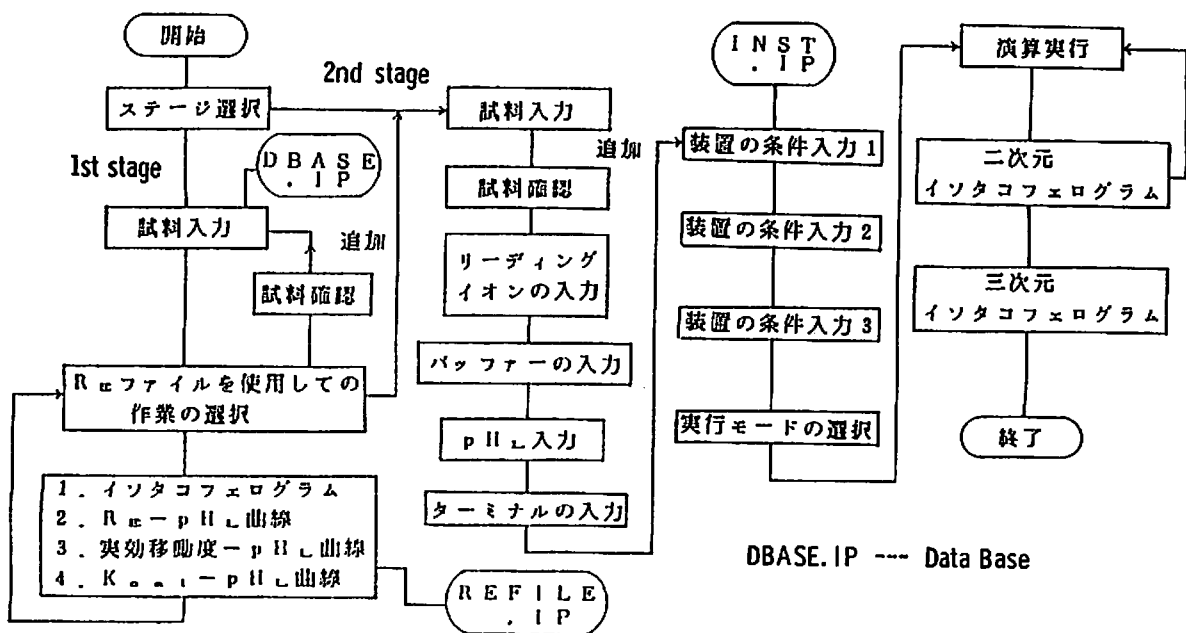 開始
ステージ選択
2nd stage
1st stage
DBASE
.IP
試料入力
追加
試料確認
REファイルを使用しての
作業の選択
1. イソタコフェログラム
2. RE-pHL曲線
3. 実効移動度-pHL曲線
4. -pHL曲線
REFILE
.IP
試料入力
追加
試料確認
リーディング
イオンの入力
バッファーの入力
pHL入力
ターミナルの入力
INST
.IP
装置の条件入力1
装置の条件入力2
装置の条件入力3
実行モードの選択
演算実行
二次元
イソタコフェログラム
三次元
イソタコフェログラム
終了
DBASE.IP --- Data Base